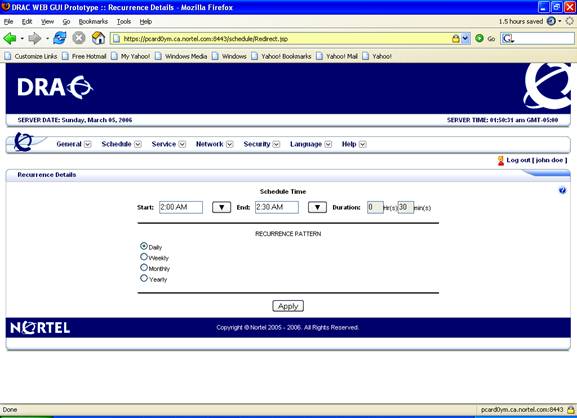 DRAC WEB GUI Prototype :: Recurrence Details - Mozilla Firefox
File Edit View Go Bookmarks Tools Help
1.5 hours saved
https://pcard0ym.ca.nortel.com:8443/schedule/Redirect.jsp
Go
Customize Links Free Hotmail My Yahoo! Windows Media Windows Yahoo! Bookmarks Yahoo! Mail Yahoo!
DRAC
SERVER DATE: Sunday, March 05, 2006 SERVER TIME: 01:50:31 am GMT-05:00
General Schedule Service Network Security Language Help
Log out [ john doe ]
Recurrence Details
Schedule Time
Start: 2:00 AM End: 2:30 AM Duration: 0 Hr(s) 30 min(s)
RECURRENCE PATTERN
Daily
Weekly
Monthly
Yearly
Apply
NORTEL Copyright © Nortel 2005 - 2006. All Rights Reserved.
Done pcard0ym.ca.nortel.com:8443